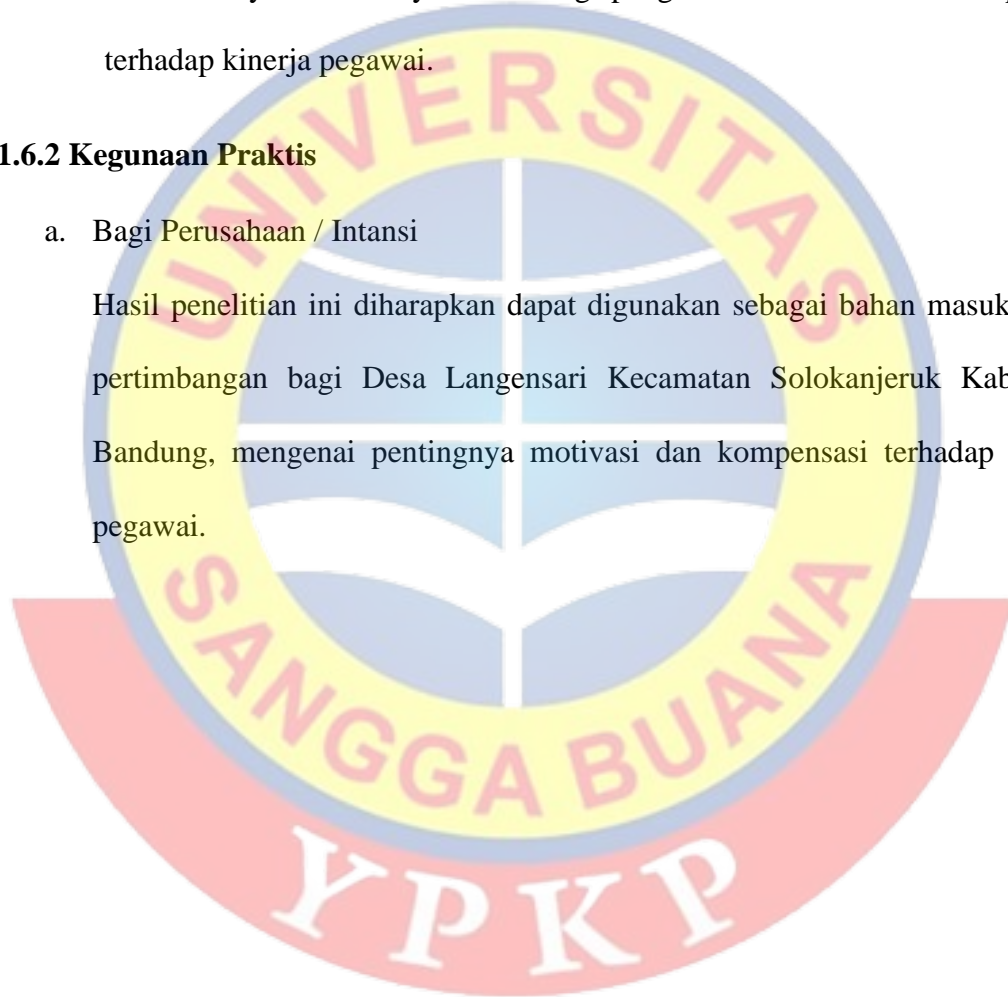 terhadap kinerja pegawai.
1.6.2 Kegunaan Praktis
a. Bagi Perusahaan / Intansi
Hasil penelitian ini diharapkan dapat digunakan sebagai bahan masuk
pertimbangan bagi Desa Langensari Kecamatan Solokanjeruk Kab
Bandung, mengenai pentingnya motivasi dan kompensasi terhadap
pegawai.
UNIVERSITAS
SANGGA BUANA
YPKP